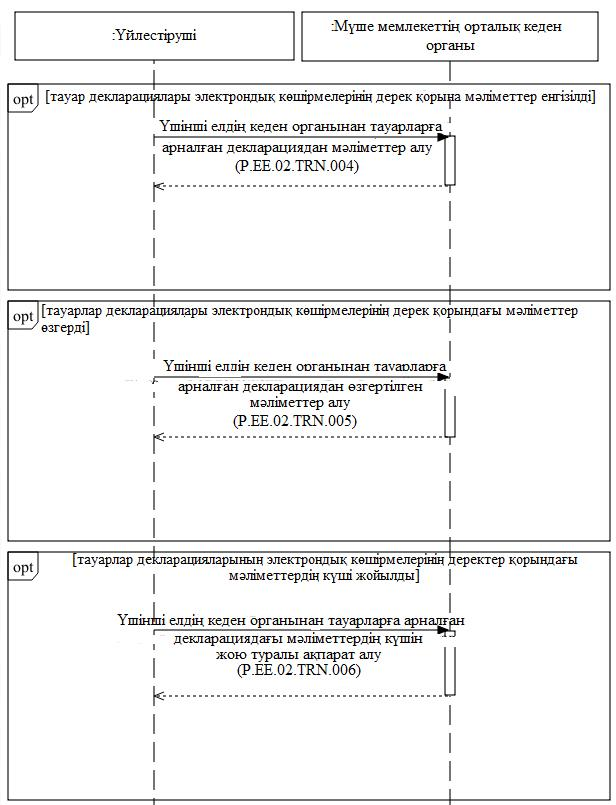 :Үйлестіруші
:Мүше мемлекеттің орталық кеден
органы
opt
[тауар декларациялары электрондық көшірмелерінің дерек қорына мәліметтер енгізілді]
Үшінші елдің кеден органынан тауарларға
арналған декларациядан мәліметтер алу
(P.EE.02.TRN.004)
opt
[тауарлар декларациялары электрондық көшірмелерінің дерек қорындағы мәліметтер
өзгерді]
Үшінші елдің кеден органынан тауарларға
арналған декларациядан өзгертілген
мәліметтер алу
(P.EE.02.TRN.005)
opt
[тауарлар декларацияларының электрондық көшірмелерінің деректер қорындағы
мәліметтердің күші жойылды]
Үшінші елдің кеден органынан тауарларға арналған
декларациядағы мәліметтердің күшін
жою туралы ақпарат алу
(P.EE.02.TRN.006)